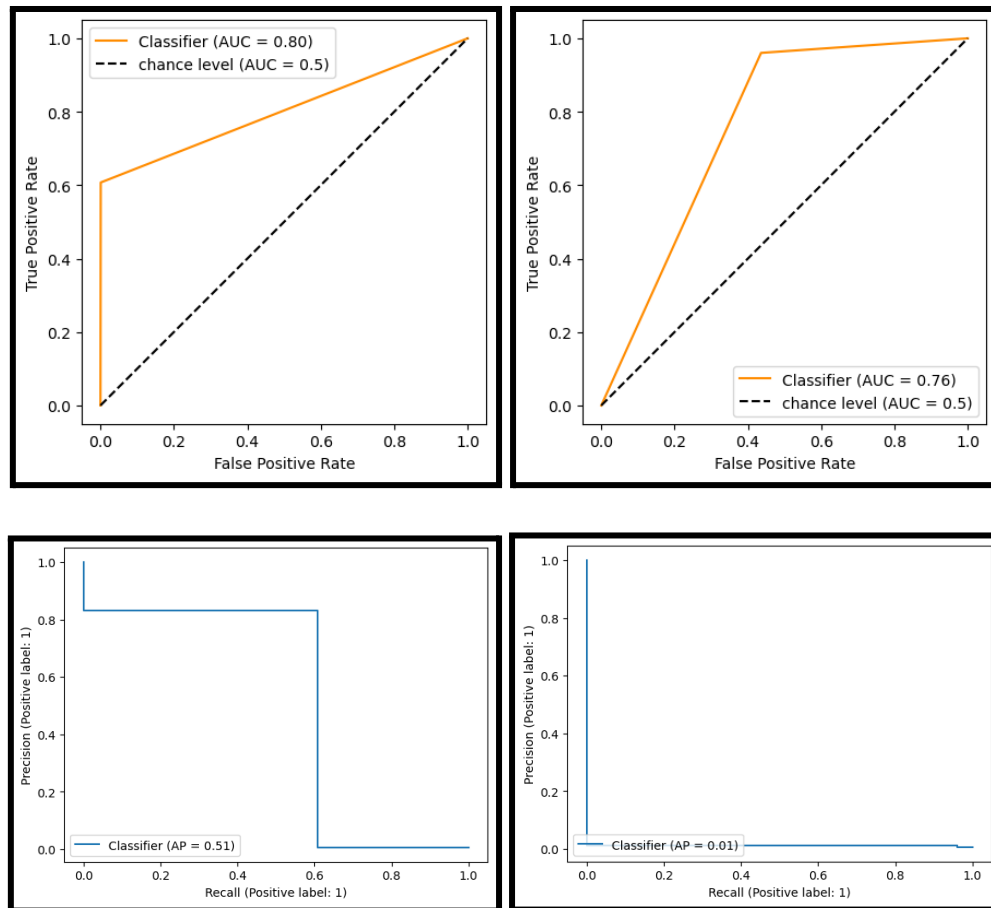 1.0
0.8
0.6
0.4
0.2
0.0
True Positive Rate
Classifier (AUC = 0.80)
chance level (AUC = 0.5)
0.0 0.2 0.4 0.6 0.8 1.0
False Positive Rate
1.0
0.8
0.6
0.4
0.2
0.0
True Positive Rate
Classifier (AUC = 0.76)
chance level (AUC = 0.5)
0.0 0.2 0.4 0.6 0.8 1.0
False Positive Rate
1.0
0.8
0.6
0.4
0.2
0.0
Precision (Positive label: 1)
Classifier (AP = 0.51)
0.0 0.2 0.4 0.6 0.8 1.0
Recall (Positive label: 1)
1.0
0.8
0.6
0.4
0.2
0.0
Precision (Positive label: 1)
Classifier (AP = 0.01)
0.0 0.2 0.4 0.6 0.8 1.0
Recall (Positive label: 1)